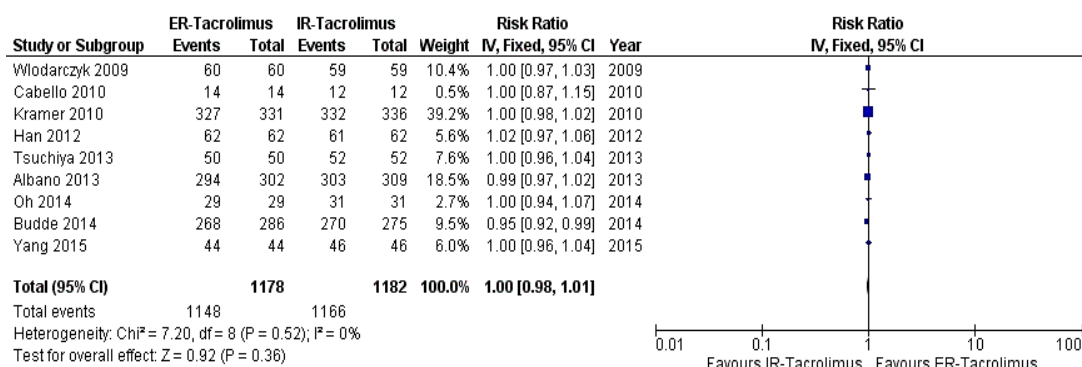 ER-Tacrolimus IR-Tacrolimus Risk Ratio Risk Ratio
Study or Subgroup Events Total Events Total Weight IV, Fixed, 95% CI Year IV, Fixed, 95% CI
Wlodarczyk 2009 60 60 59 59 10.4% 1.00 [0.97, 1.03] 2009
Cabello 2010 14 14 12 12 0.5% 1.00 [0.87, 1.15] 2010
Kramer 2010 327 331 332 336 39.2% 1.00 [0.98, 1.02] 2010
Han 2012 62 62 61 62 5.6% 1.02 [0.97, 1.06] 2012
Tsuchiya 2013 50 50 52 52 7.6% 1.00 [0.96, 1.04] 2013
Albano 2013 294 302 303 309 18.5% 0.99 [0.97, 1.02] 2013
Oh 2014 29 29 31 31 2.7% 1.00 [0.94, 1.07] 2014
Budde 2014 268 286 270 275 9.5% 0.95 [0.92, 0.99] 2014
Yang 2015 44 44 46 46 6.0% 1.00 [0.96, 1.04] 2015
Total (95% CI) 1178 1182 100.0% 1.00 [0.98, 1.01]
Total events 1148 1166
Heterogeneity: Chi² = 7.20, df = 8 (P = 0.52); I² = 0%
Test for overall effect: Z = 0.92 (P = 0.36)
0.01 0.1 1 10 100
Favours IR-Tacrolimus Favours ER-Tacrolimus